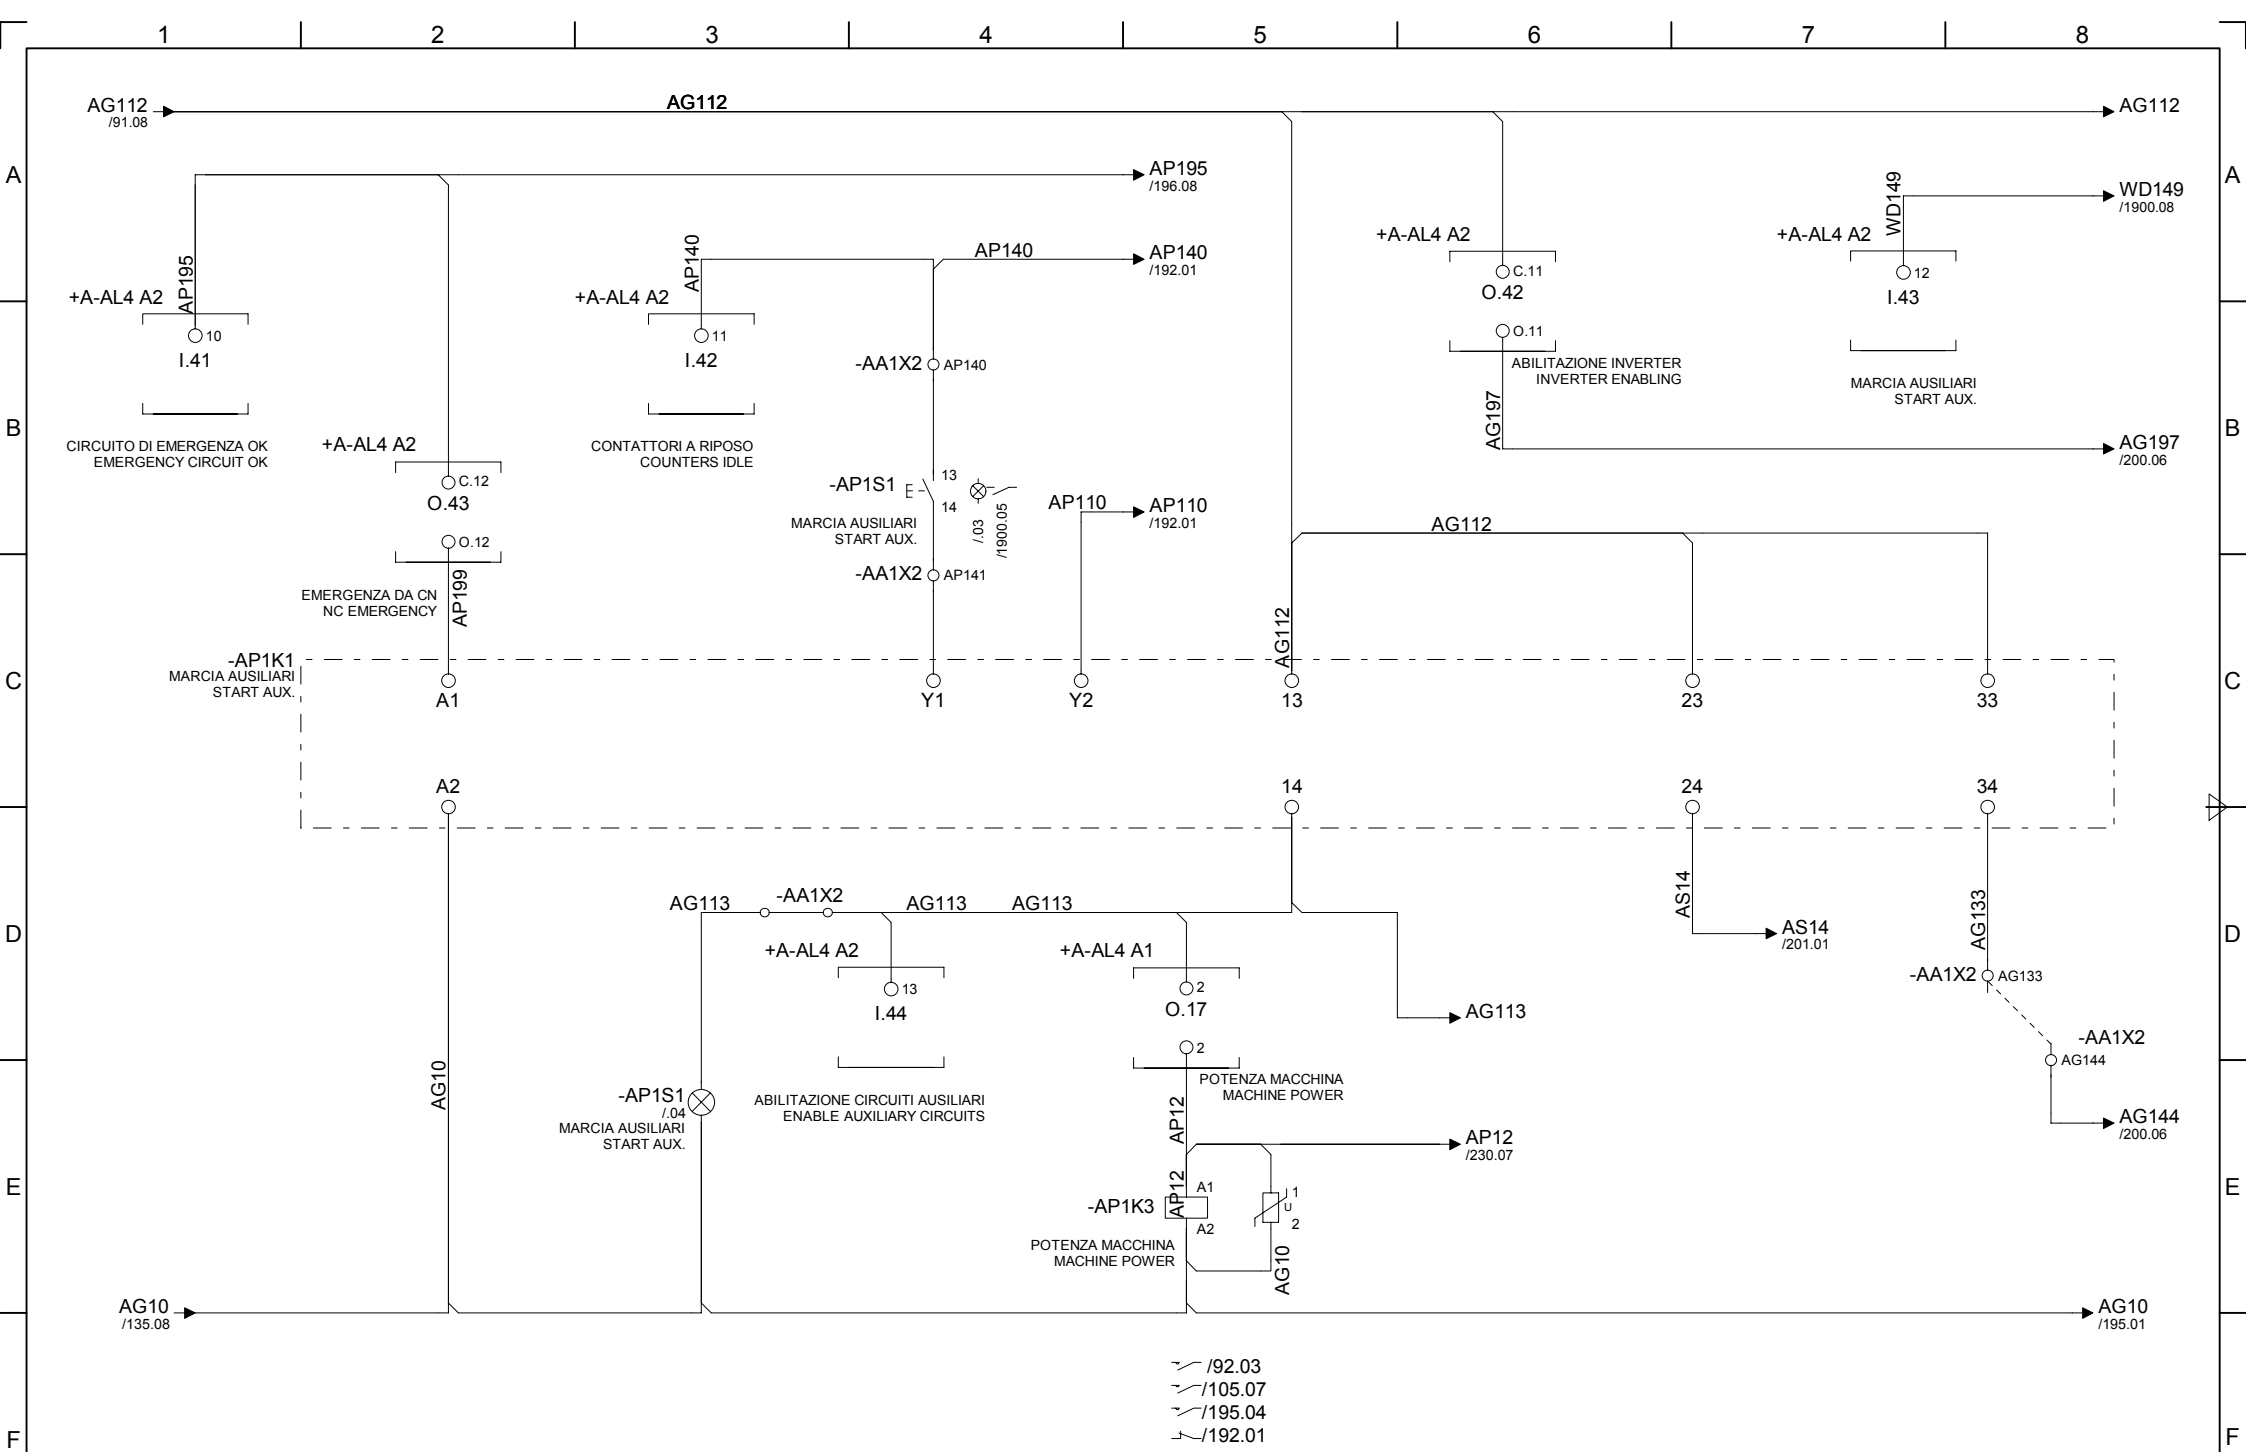 1 2 3 4 5 6 7 8
AG112
/91.08
AG112
AG112
A
A
AP195
/196.08
WD149
WD149
/1900.08
AP195
AP140
AP140
AP140
/192.01
+A-AL4 A2
+A-AL4 A2
+A-AL4 A2
+A-AL4 A2
C.11
O.42
12
I.43
10
I.41
11
I.42
O.11
-AA1X2
AP140
ABILITAZIONE INVERTER
INVERTER ENABLING
MARCIA AUSILIARI
START AUX.
AG197
B
B
CIRCUITO DI EMERGENZA OK
EMERGENCY CIRCUIT OK
+A-AL4 A2
CONTATTORI A RIPOSO
COUNTERS IDLE
AG197
/200.06
C.12
O.43
-AP1S1
E
13
14
/.03
/1900.05
MARCIA AUSILIARI
START AUX.
AP110
AP110
/192.01
AG112
O.12
-AA1X2
AP141
EMERGENZA DA CN
NC EMERGENCY
AP199
AG112
-AP1K1
MARCIA AUSILIARI
START AUX.
C
C
A1
Y1
Y2
13
23
33
A2
14
24
34
AG113
-AA1X2
AG113
AG113
AS14
AG133
D
D
AS14
/201.01
+A-AL4 A2
+A-AL4 A1
13
I.44
2
O.17
-AA1X2
AG133
AG113
2
-AA1X2
AG144
AG10
-AP1S1
/.04
MARCIA AUSILIARI
START AUX.
ABILITAZIONE CIRCUITI AUSILIARI
ENABLE AUXILIARY CIRCUITS
POTENZA MACCHINA
MACHINE POWER
AP12
AG144
/200.06
AP12
/230.07
E
E
AP12
-AP1K3
A1
A2
1
U
2
POTENZA MACCHINA
MACHINE POWER
AG10
AG10
/135.08
AG10
/195.01
/92.03
/105.07
/195.04
/192.01
F
F